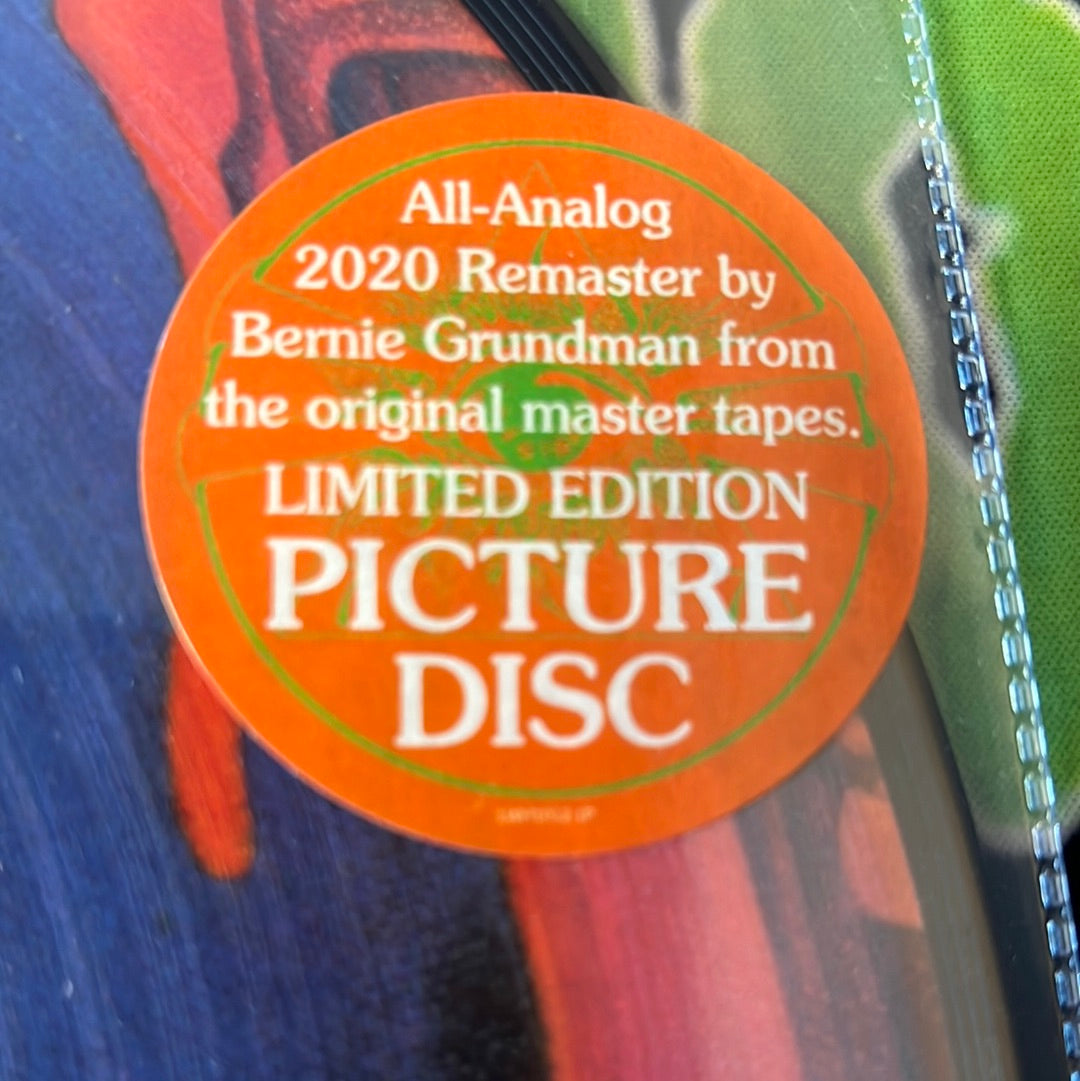 All-Analog
2020 Remaster by
Bernie Grundman from
the original master tapes.
LIMITED EDITION
PICTURE
DISC